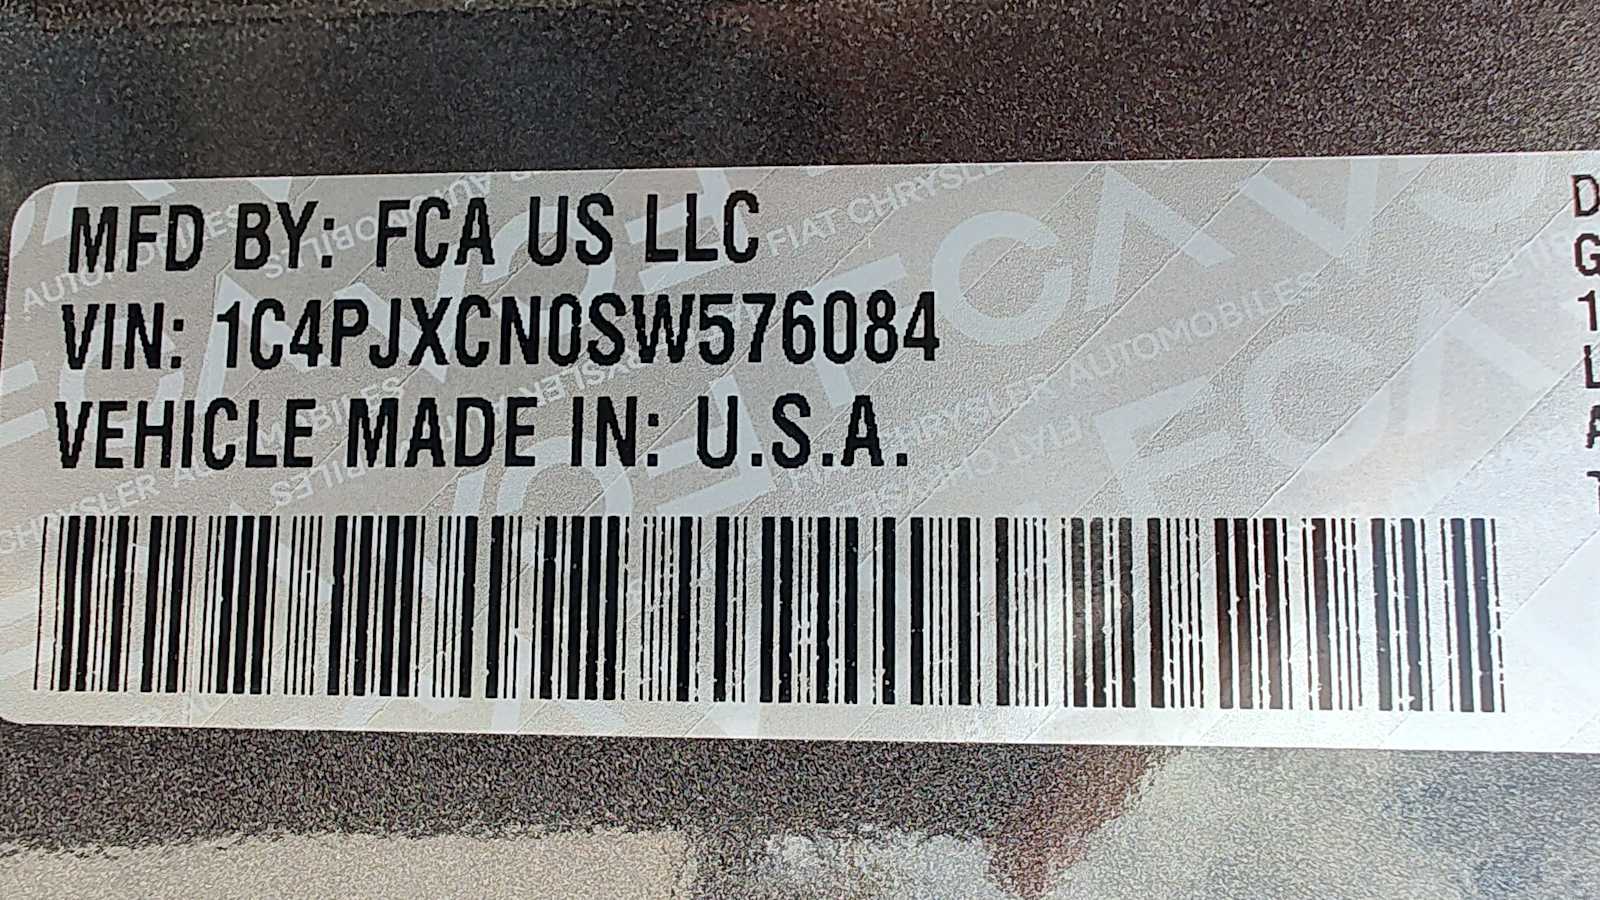 MFD BY: FCA US LLC
VIN: 1C4PJXCN0SW576084
VEHICLE MADE IN: U.S.A.